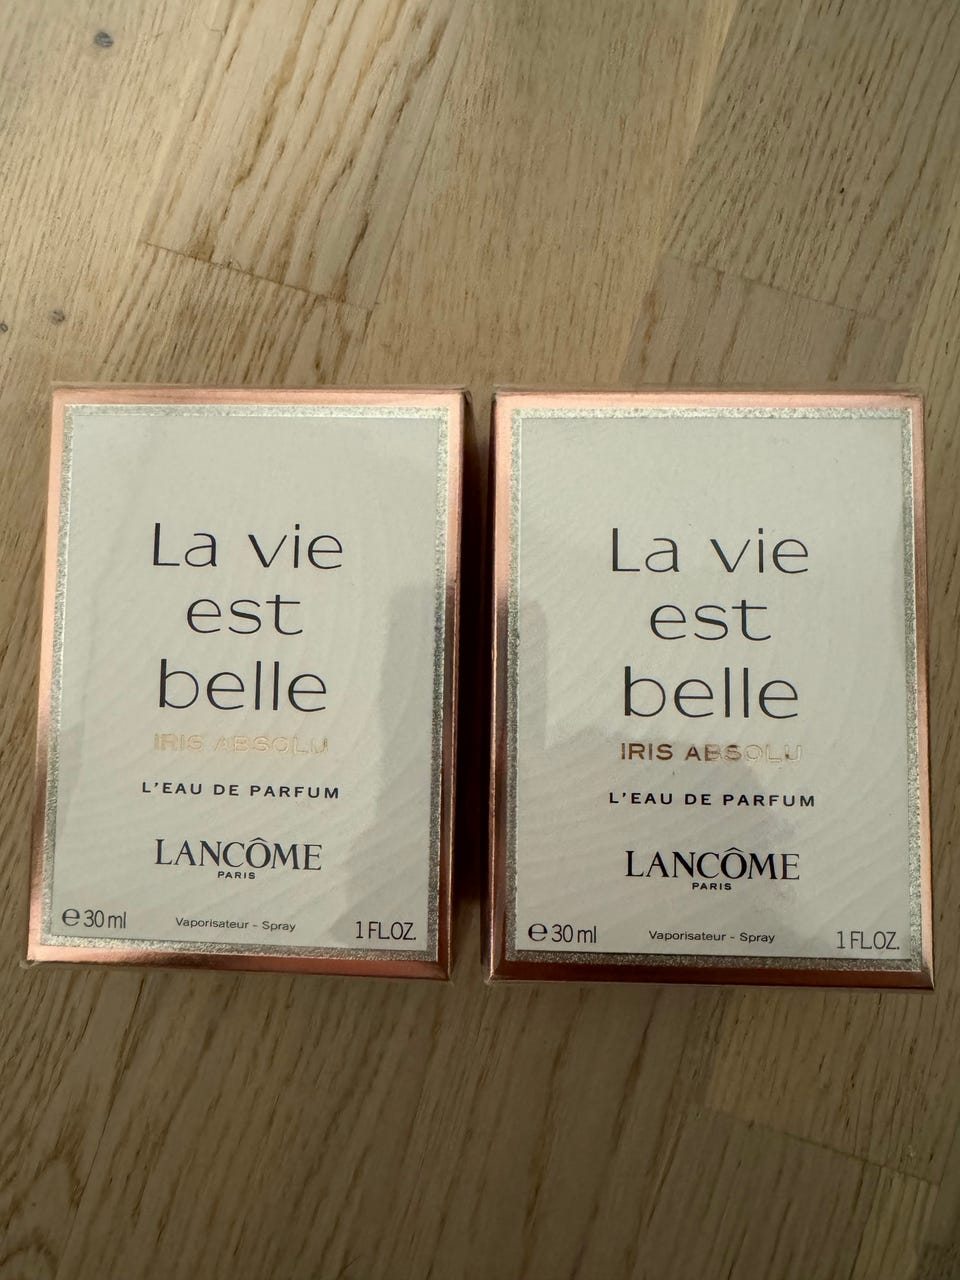 La vie
est
belle
IRIS ABSOLU
L'EAU DE PARFUM
LANCÔME
PARIS
℮30 ml Vaporisateur - Spray 1 FL.OZ.
La vie
est
belle
IRIS ABSOLU
L'EAU DE PARFUM
LANCÔME
PARIS
℮30 ml Vaporisateur - Spray 1 FL.OZ.